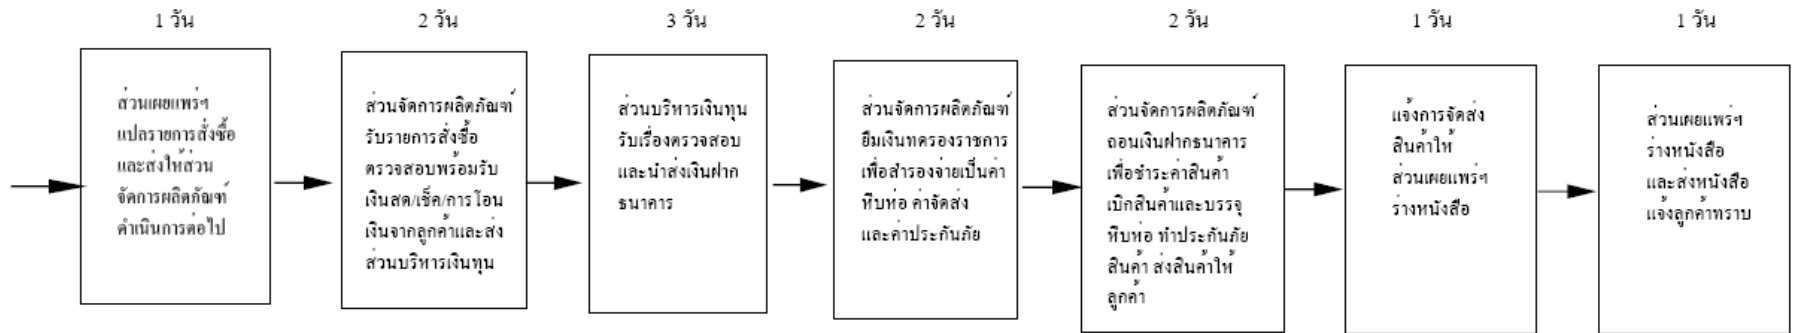 1 วัน
2 วัน
3 วัน
2 วัน
2 วัน
1 วัน
1 วัน
ส่วนเผยแพร่ฯ
แปลรายการสั่งซื้อ
และส่งให้ส่วน
จัดการผลิตภัณฑ์
ดำเนินการต่อไป
ส่วนจัดการผลิตภัณฑ์
รับรายการสั่งซื้อ
ตรวจสอบพร้อมรับ
เงินสด/เช็ค/การโอน
เงินจากลูกค้าและส่ง
ส่วนบริหารเงินทุน
ส่วนบริหารเงินทุน
รับเรื่องตรวจสอบ
และนำส่งเงินฝาก
ธนาคาร
ส่วนจัดการผลิตภัณฑ์
ยืมเงินทดรองราชการ
เพื่อสำรองจ่ายเป็นค่า
หีบห่อ ค่าจัดส่ง
และค่าประกันภัย
ส่วนจัดการผลิตภัณฑ์
ถอนเงินฝากธนาคาร
เพื่อชำระค่าสินค้า
เบิกสินค้าและบรรจุ
หีบห่อ ทำประกันภัย
สินค้า ส่งสินค้าให้
ลูกค้า
แจ้งการจัดส่ง
สินค้าให้
ส่วนเผยแพร่ฯ
ร่างหนังสือ
ส่วนเผยแพร่ฯ
ร่างหนังสือ
และส่งหนังสือ
แจ้งลูกค้าทราบ